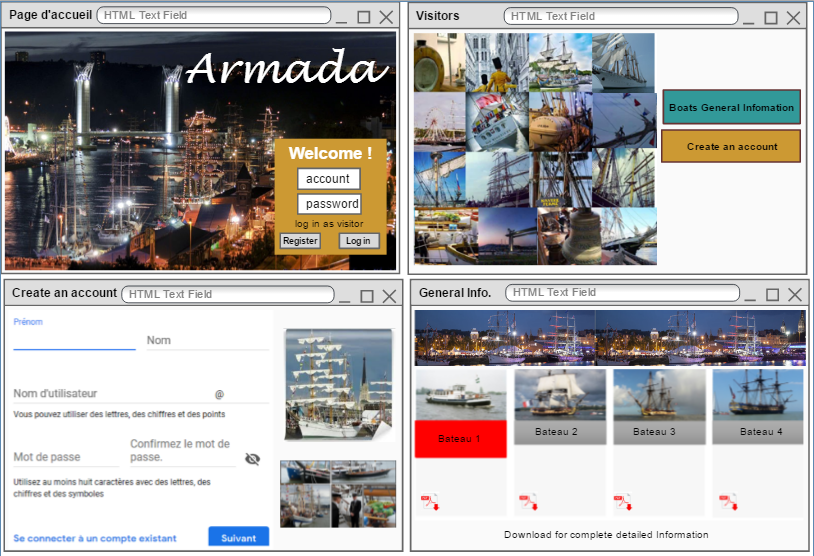 Page d'accueil HTML Text Field
Armada
Welcome !
account
password
log in as visitor
Register Log in
Visitors HTML Text Field
Boats General Infomation
Create an account
Create an account HTML Text Field
Prénom
Nom
Nom d'utilisateur @
Vous pouvez utiliser des lettres, des chiffres et des points
Confirmez le mot de
Mot de passe passe.
Utilisez au moins huit caractères avec des lettres, des
chiffres et des symboles
Se connecter à un compte existant Suivant
General Info. HTML Text Field
Bateau 1 Bateau 2 Bateau 3 Bateau 4
PDF PDF PDF PDF
Download for complete detailed Information